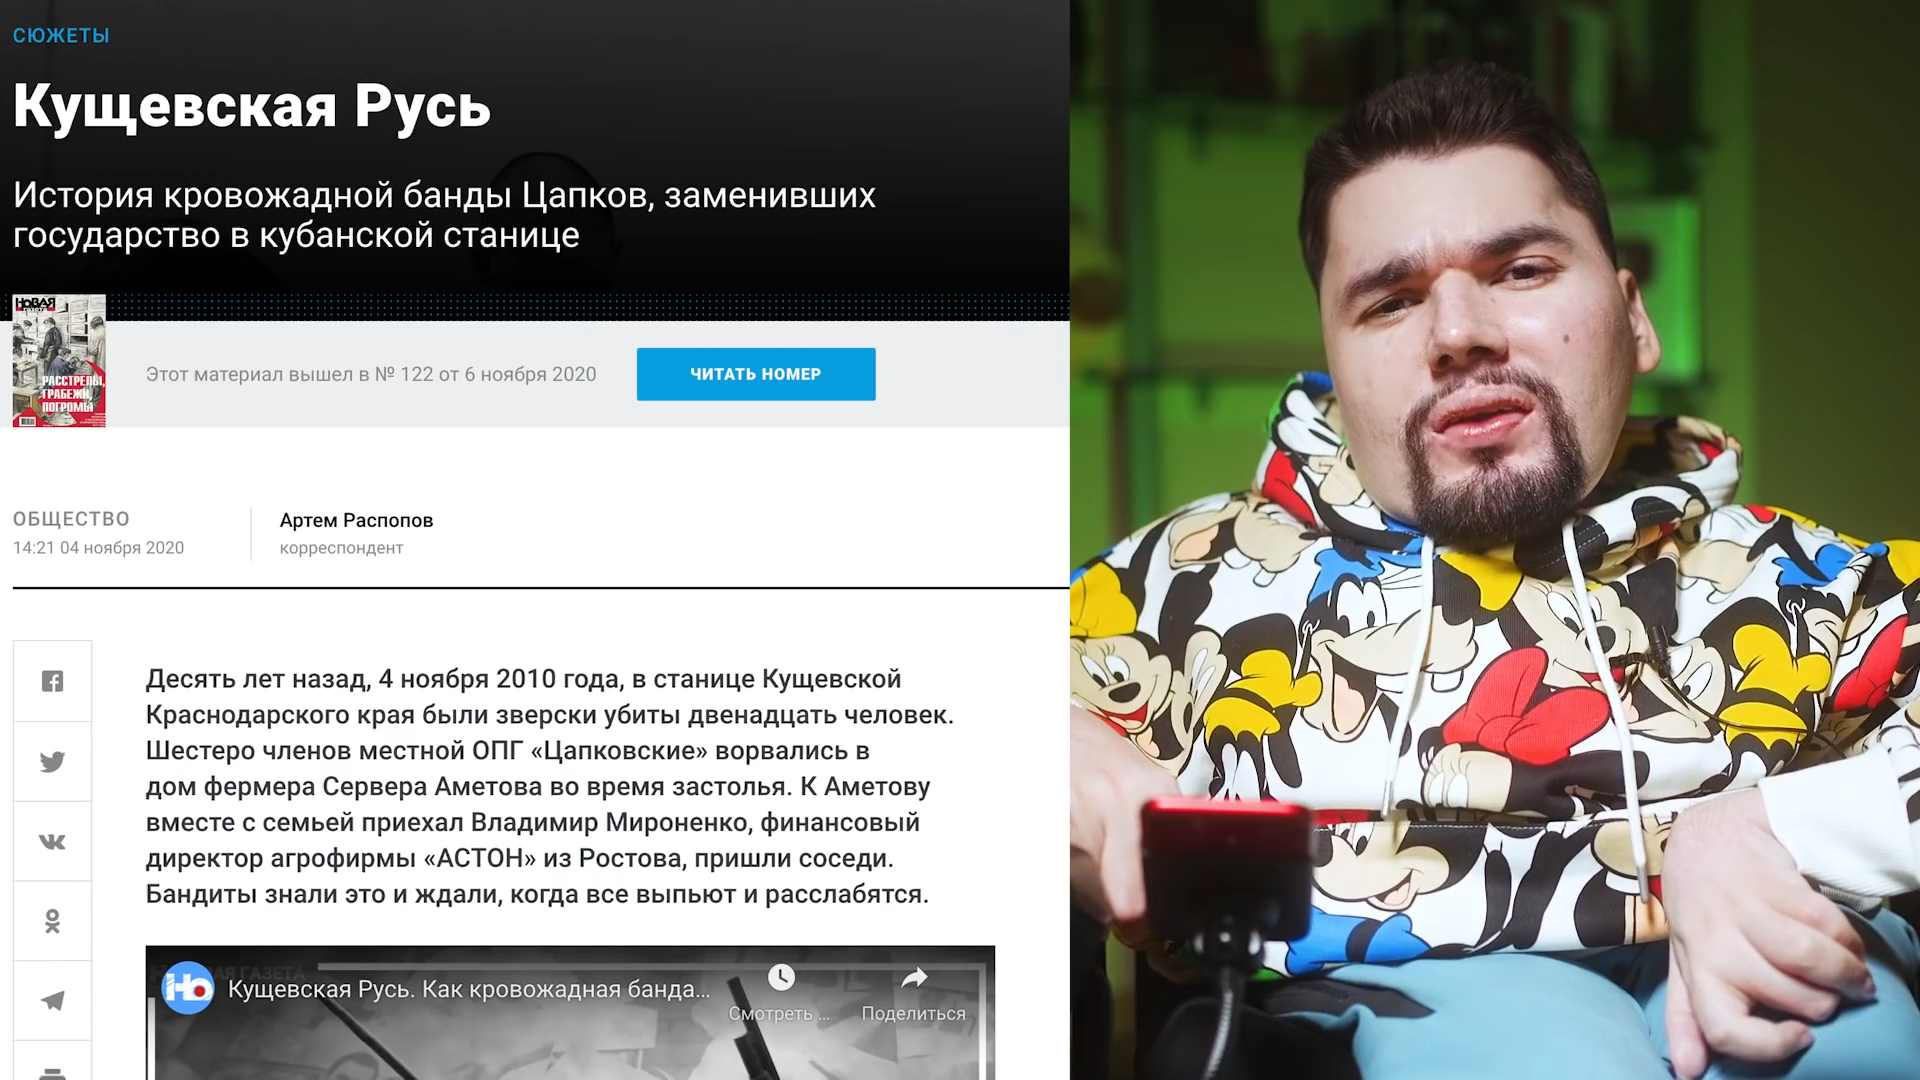 СЮЖЕТЫ
Кущевская Русь
История кровожадной банды Цапков, заменивших
государство в кубанской станице
НОВАЯ
РАССТРЕЛЫ,
ГРАБЕЖИ,
ПОГРОМЫ
Этот материал вышел в № 122 от 6 ноября 2020
ЧИТАТЬ НОМЕР
ОБЩЕСТВО
14:21 04 ноября 2020
Артем Распопов
корреспондент
Десять лет назад, 4 ноября 2010 года, в станице Кущевской
Краснодарского края были зверски убиты двенадцать человек.
Шестеро членов местной ОПГ «Цапковские» ворвались в
дом фермера Сервера Аметова во время застолья. К Аметову
вместе с семьей приехал Владимир Мироненко, финансовый
директор агрофирмы «АСТОН» из Ростова, пришли соседи.
Бандиты знали это и ждали, когда все выпьют и расслабятся.
Но
ГАЗЕТА
Кущевская Русь. Как кровожадная банда...
Смотреть ...
Поделиться